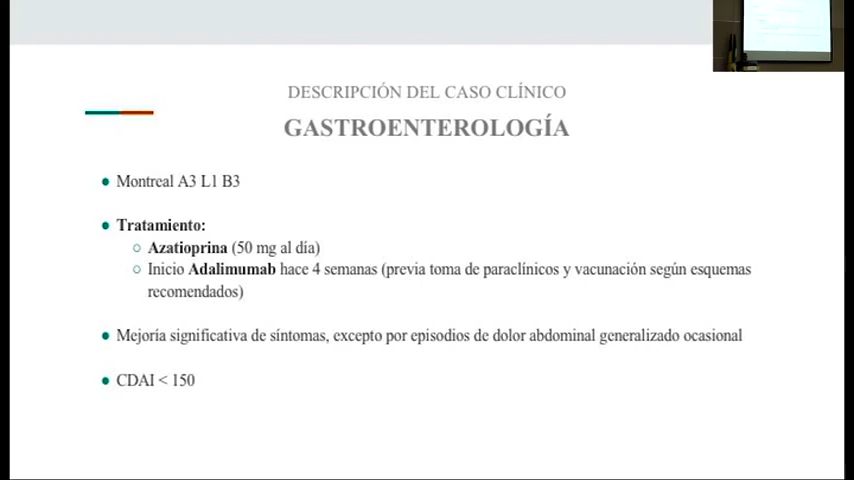 DESCRIPCIÓN DEL CASO CLÍNICO
GASTROENTEROLOGÍA
Montreal A3 L1 B3
Tratamiento:
Azatioprina (50 mg al día)
Inicio Adalimumab hace 4 semanas (previa toma de paraclínicos y vacunación según esquemas
recomendados)
Mejoría significativa de síntomas, excepto por episodios de dolor abdominal generalizado ocasional
CDAI < 150